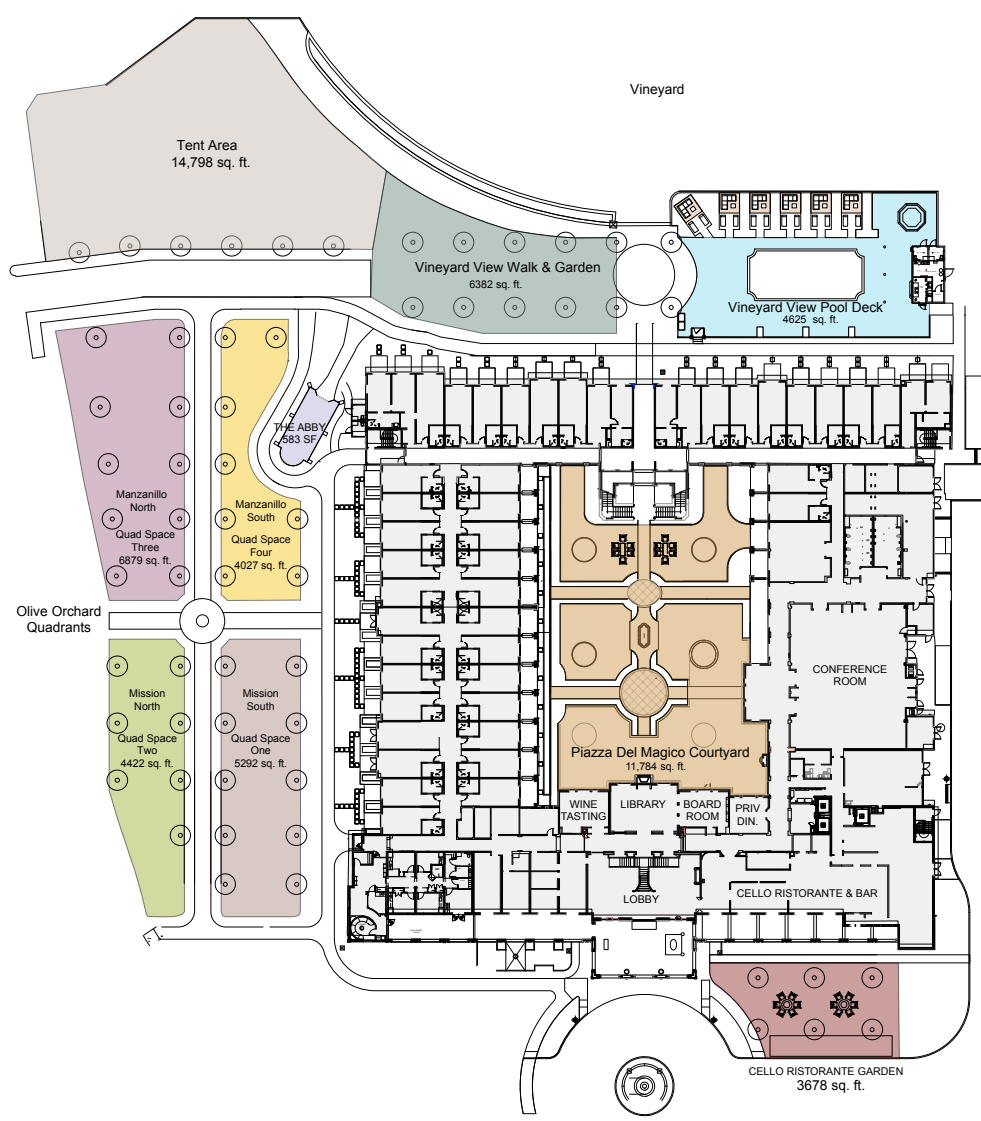 Vineyard
Tent Area
14,798 sq. ft.
Vineyard View Walk & Garden
6382 sq. ft.
Vineyard View Pool Deck
4625 sq. ft.
THE ABBY
583 SF
Manzanillo
North
Quad Space
Three
6879 sq. ft.
Manzanillo
South
Quad Space
Four
4027 sq. ft.
Olive Orchard
Quadrants
Mission
North
Quad Space
Two
4422 sq. ft.
Mission
South
Quad Space
One
5292 sq. ft.
CONFERENCE
ROOM
Piazza Del Magico Courtyard
11,784 sq. ft.
WINE
TASTING
LIBRARY
BOARD
ROOM
PRIV
DIN.
LOBBY
CELLO RISTORANTE & BAR
CELLO RISTORANTE GARDEN
3678 sq. ft.